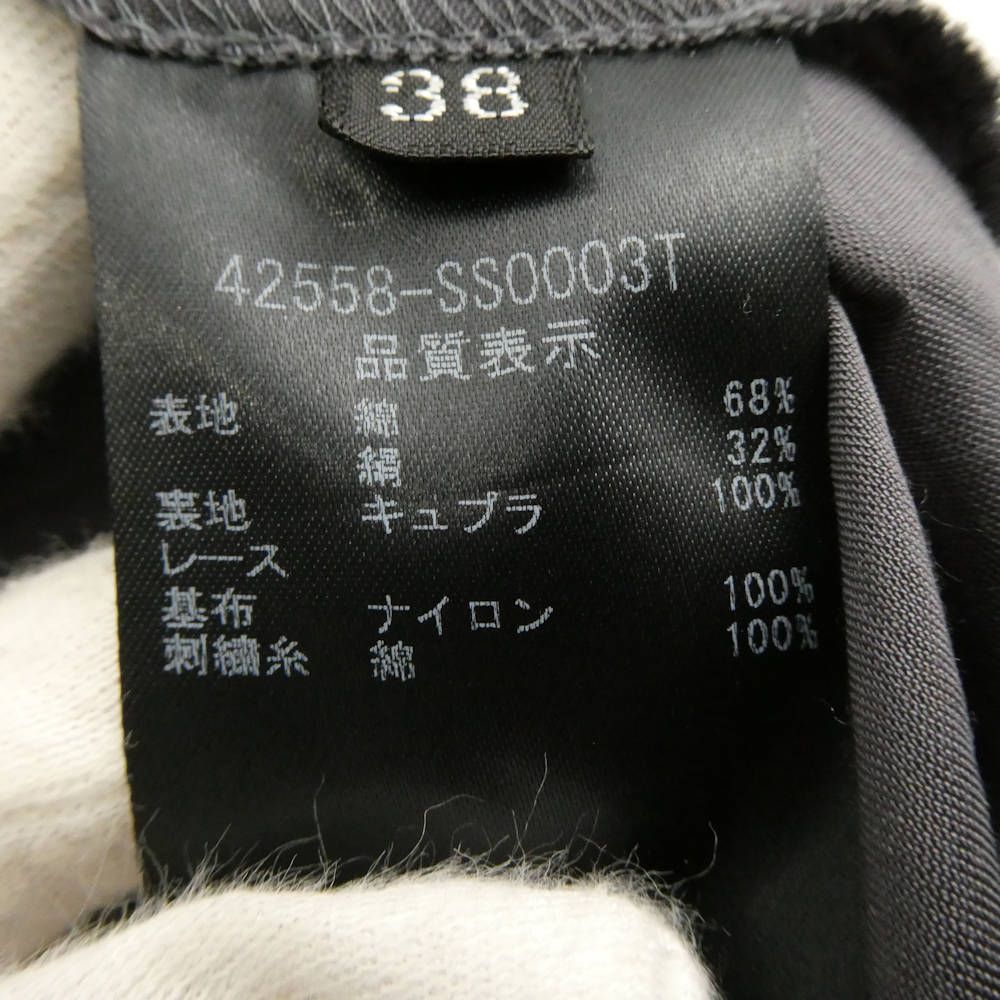 38
42558-SS0003T
品質表示
表地 綿 68%
絹 32%
裏地 キュプラ 100%
レース
基布 ナイロン 100%
刺繍糸 綿 100%